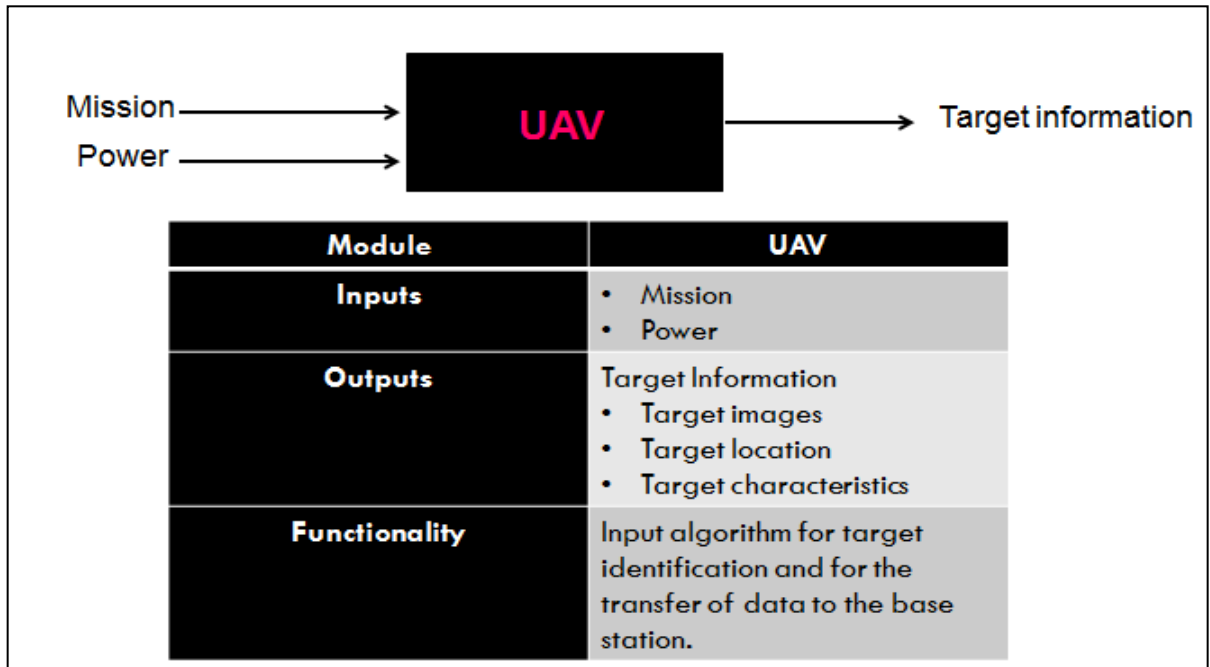 Mission
Power
UAV
Target information
Module UAV
Inputs • Mission
• Power
Outputs Target Information
• Target images
• Target location
• Target characteristics
Functionality Input algorithm for target
identification and for the
transfer of data to the base
station.